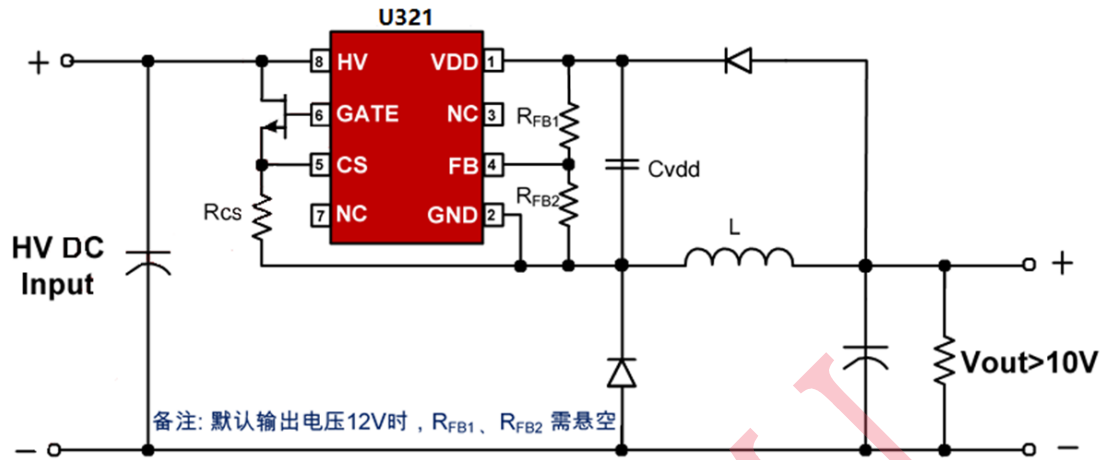 U321
+
8 HV VDD 1
6 GATE NC 3 RFB1
5 CS FB 4 Cvdd
Rcs RFB2
7 NC GND 2
L
HV DC
Input
+
Vout>10V
备注: 默认输出电压12V时，RFB1、RFB2 需悬空
−
−